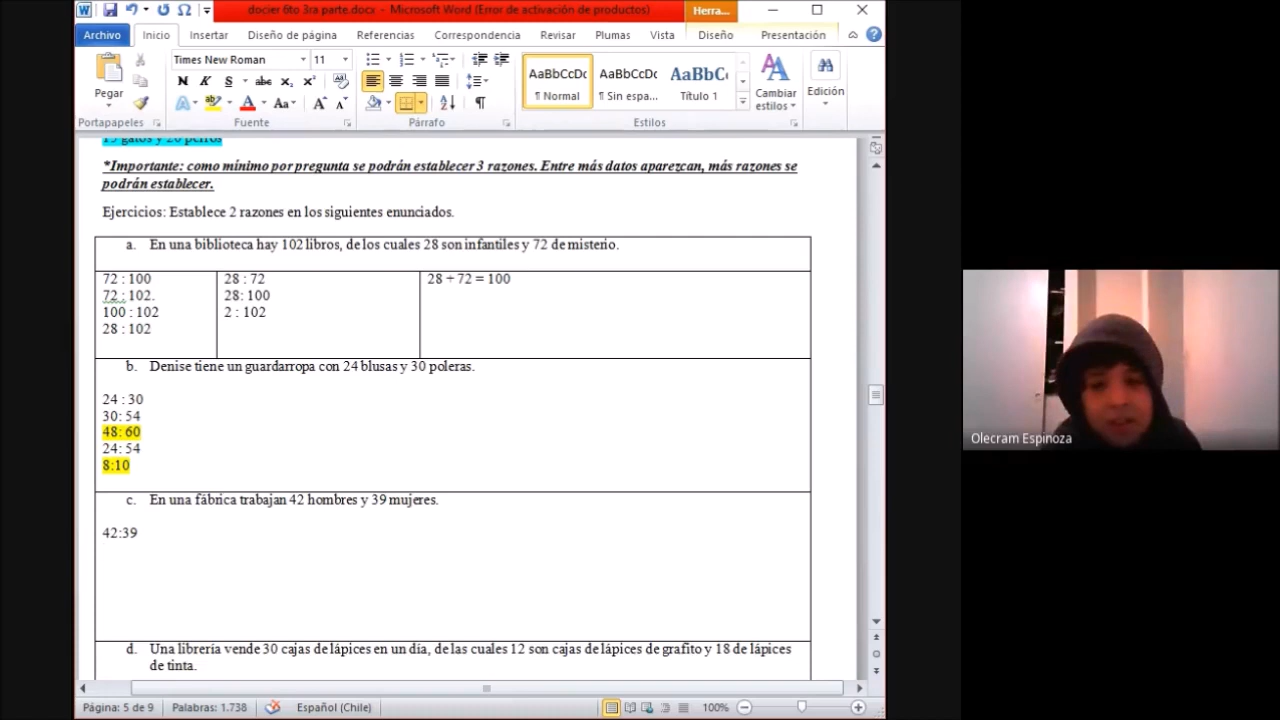 docier 6to 3ra parte.docx - Microsoft Word (Error de activación de productos)
Herra...
Archivo Inicio Insertar Diseño de página Referencias Correspondencia Revisar Plumas Vista Diseño Presentación
Times New Roman 11
Pegar
N K S abc x₂ x²
A ab A Aa A A
AaBbCcDc AaBbCcDc AaBbC
¶ Normal ¶ Sin espa... Título 1
Cambiar estilos
Edición
Portapapeles Fuente Párrafo Estilos
15 gatos y 20 perros
*Importante: como mínimo por pregunta se podrán establecer 3 razones. Entre más datos aparezcan, más razones se
podrán establecer.
Ejercicios: Establece 2 razones en los siguientes enunciados.
a. En una biblioteca hay 102 libros, de los cuales 28 son infantiles y 72 de misterio.
72 : 100
72 : 102.
100 : 102
28 : 102
28 : 72
28: 100
2 : 102
28 + 72 = 100
b. Denise tiene un guardarropa con 24 blusas y 30 poleras.
24 : 30
30: 54
48: 60
24: 54
8:10
c. En una fábrica trabajan 42 hombres y 39 mujeres.
42:39
d. Una librería vende 30 cajas de lápices en un día, de las cuales 12 son cajas de lápices de grafito y 18 de lápices
de tinta.
Página: 5 de 9 Palabras: 1.738 Español (Chile) 100%
Olecram Espinoza